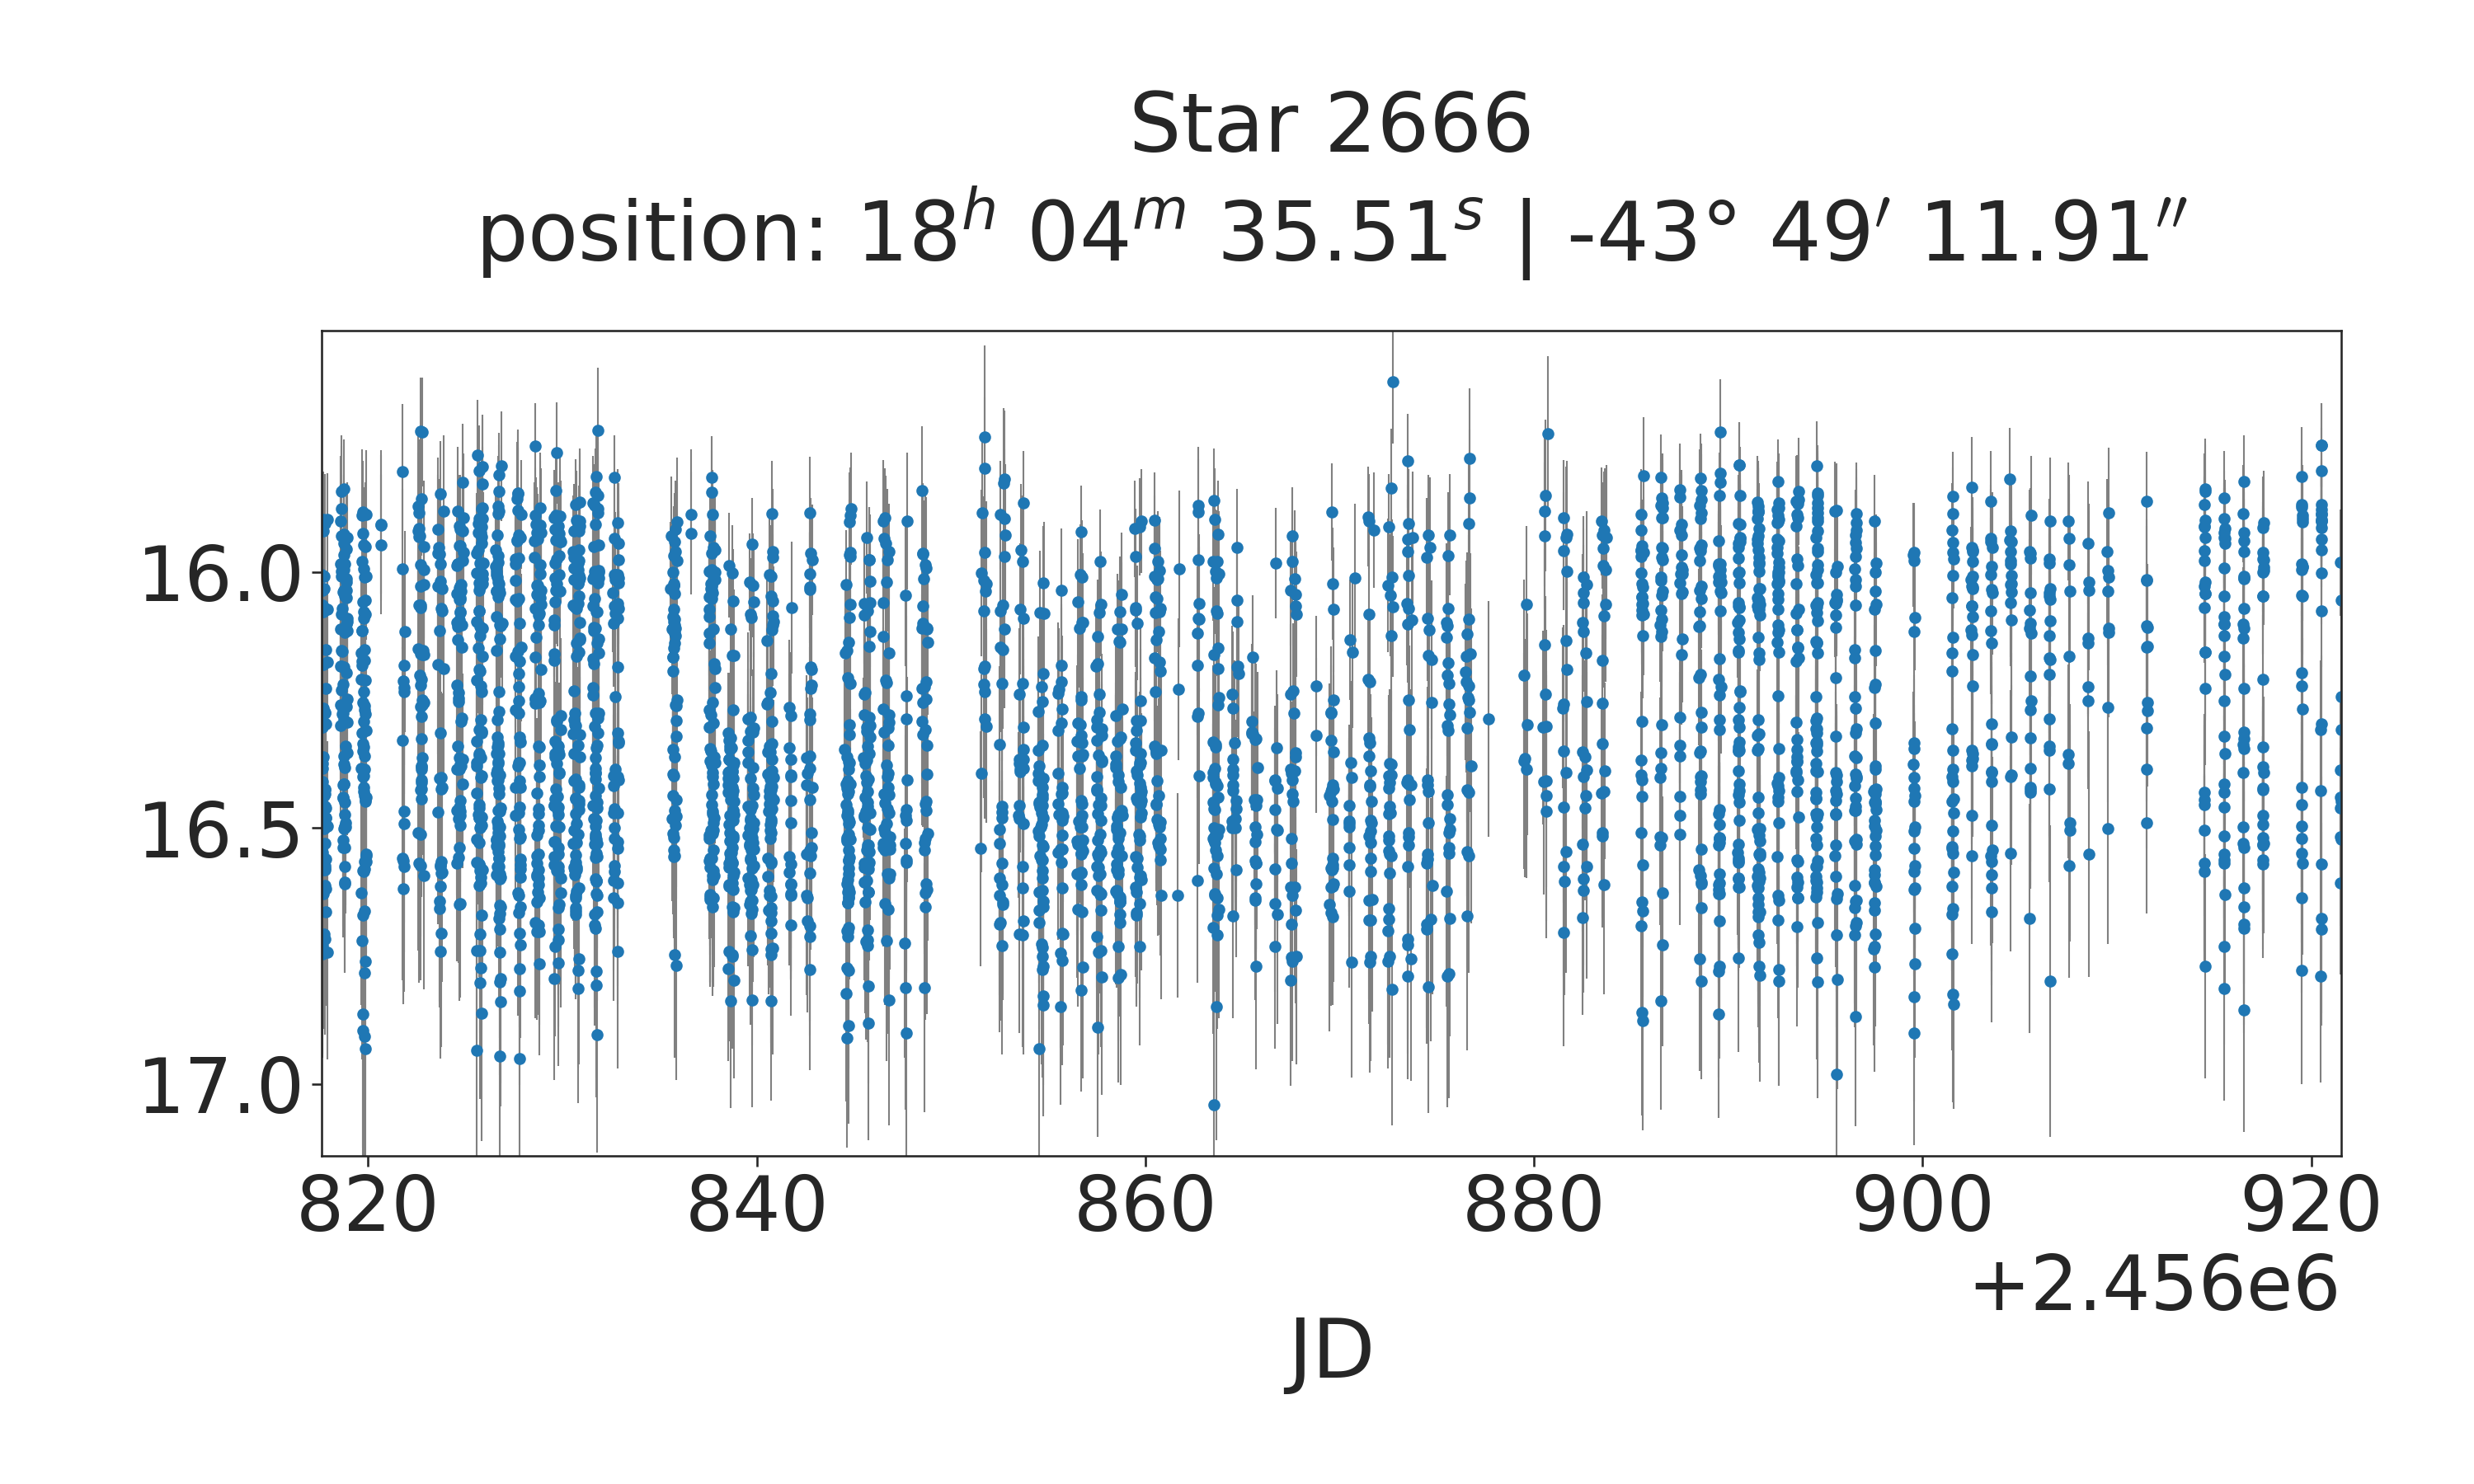 Star 2666
position: 18h 04m 35.51s | -43° 49′ 11.91′′
16.0
16.5
17.0
820 840 860 880 900 920
+2.456e6
JD